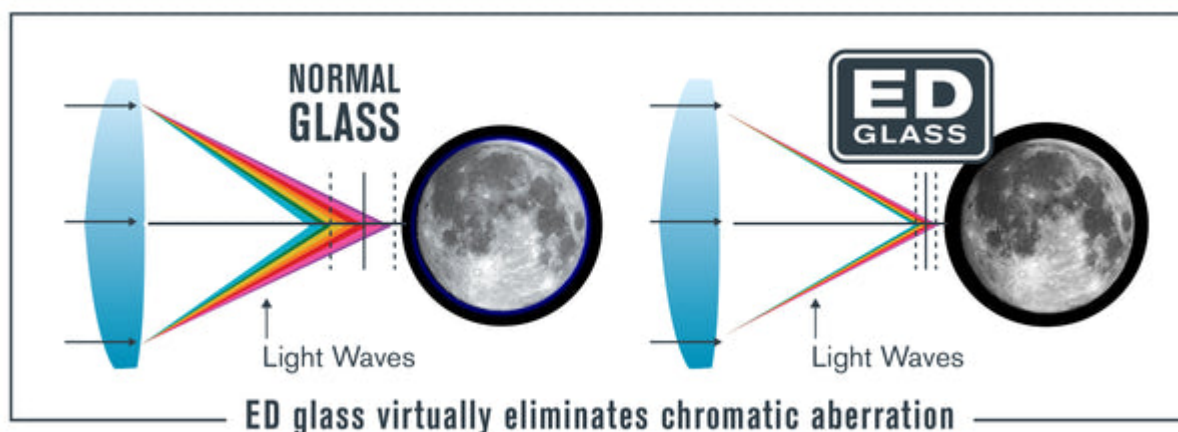 NORMAL
GLASS
Light Waves
ED
GLASS
Light Waves
ED glass virtually eliminates chromatic aberration